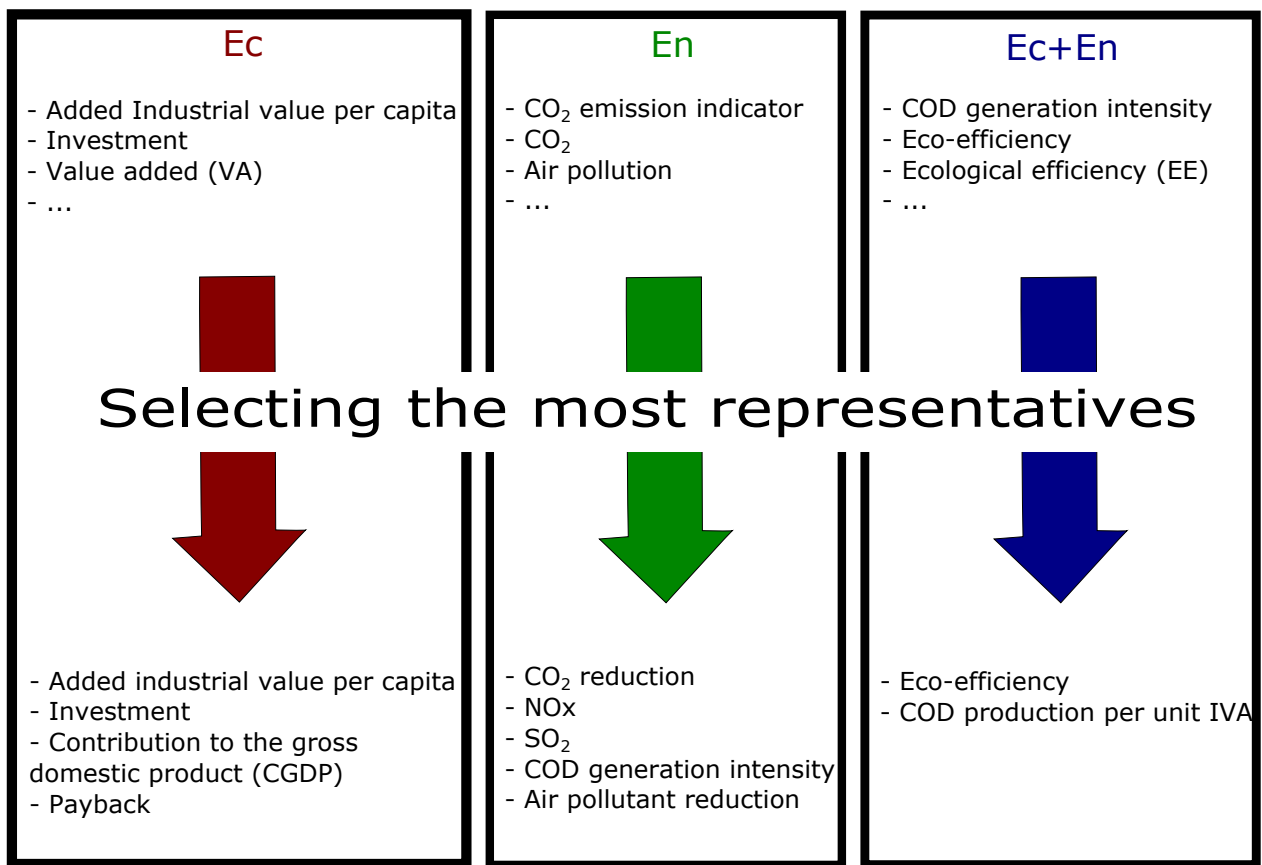 Ec
- Added Industrial value per capita
- Investment
- Value added (VA)
- ...
En
- CO₂ emission indicator
- CO₂
- Air pollution
- ...
Ec+En
- COD generation intensity
- Eco-efficiency
- Ecological efficiency (EE)
- ...
Selecting the most representatives
- Added industrial value per capita
- Investment
- Contribution to the gross
domestic product (CGDP)
- Payback
- CO₂ reduction
- NOx
- SO₂
- COD generation intensity
- Air pollutant reduction
- Eco-efficiency
- COD production per unit IVA